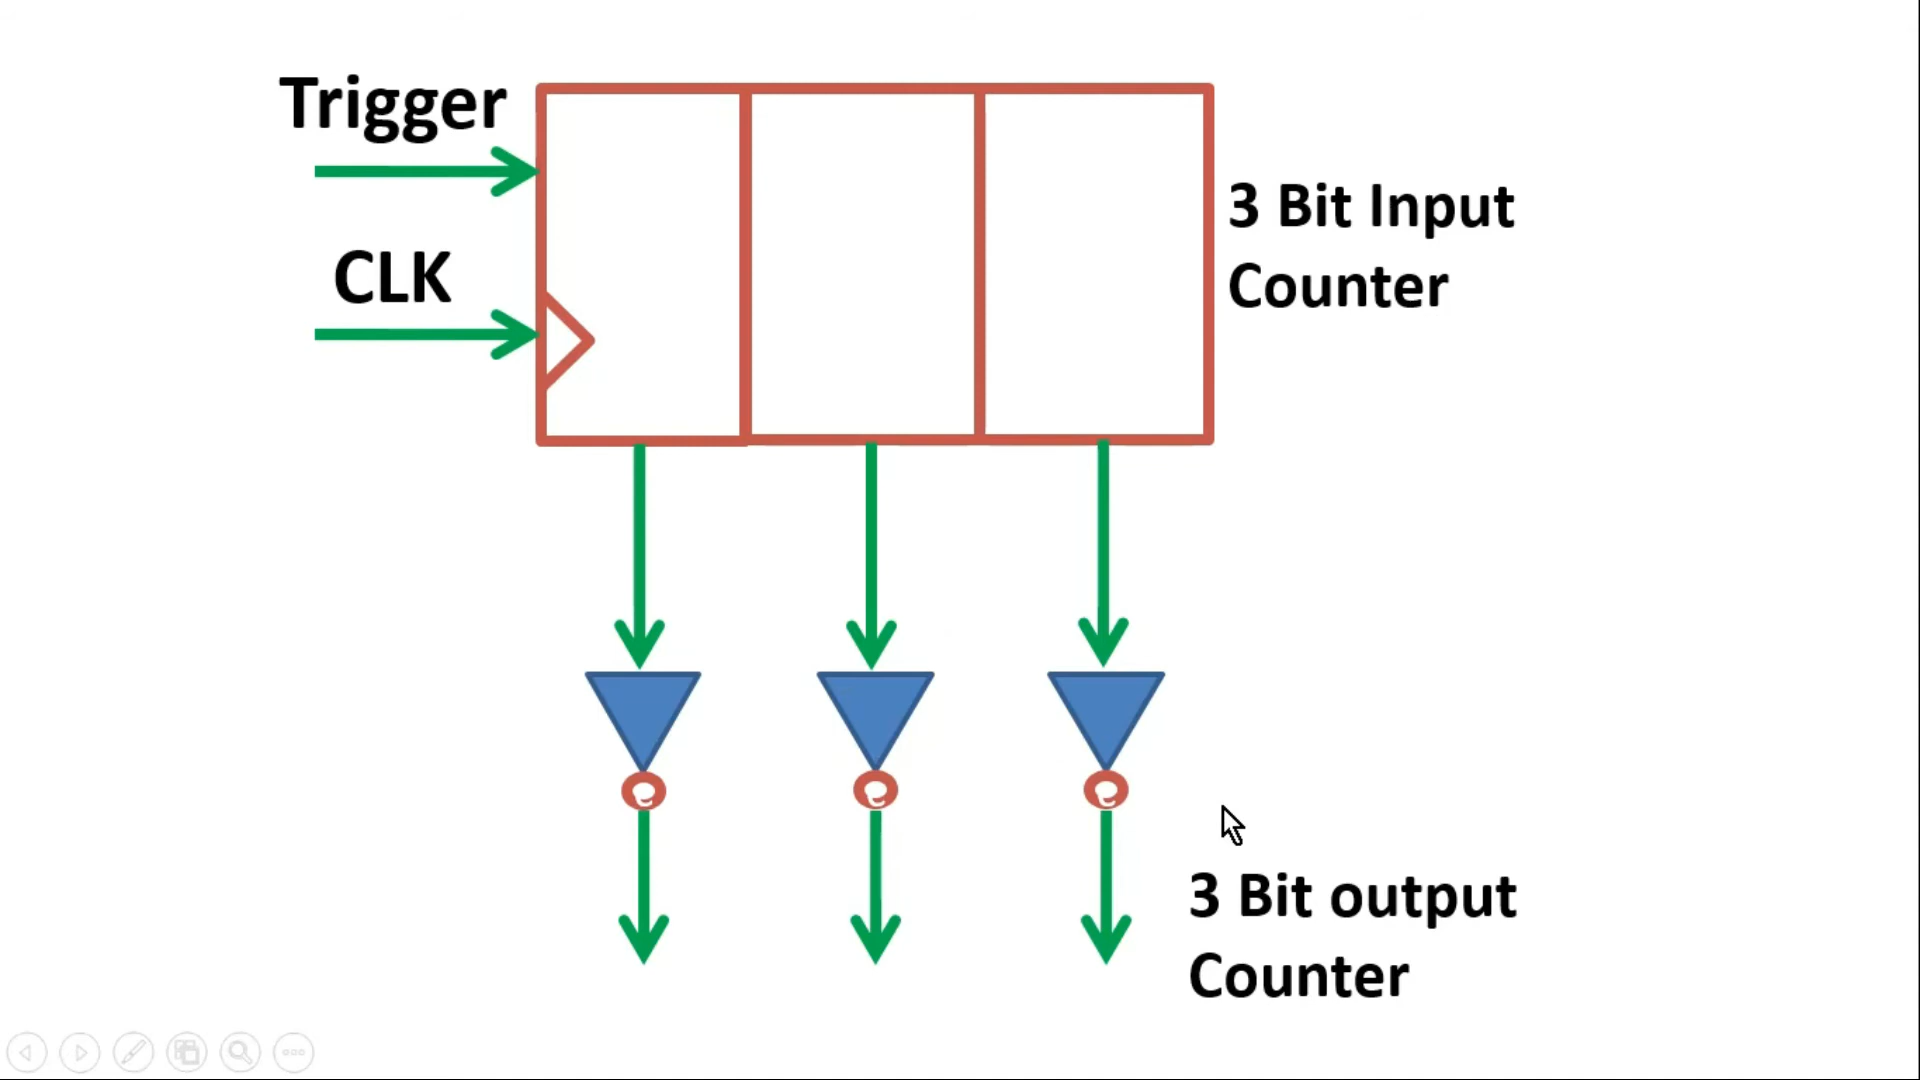 Trigger
CLK
3 Bit Input
Counter
3 Bit output
Counter